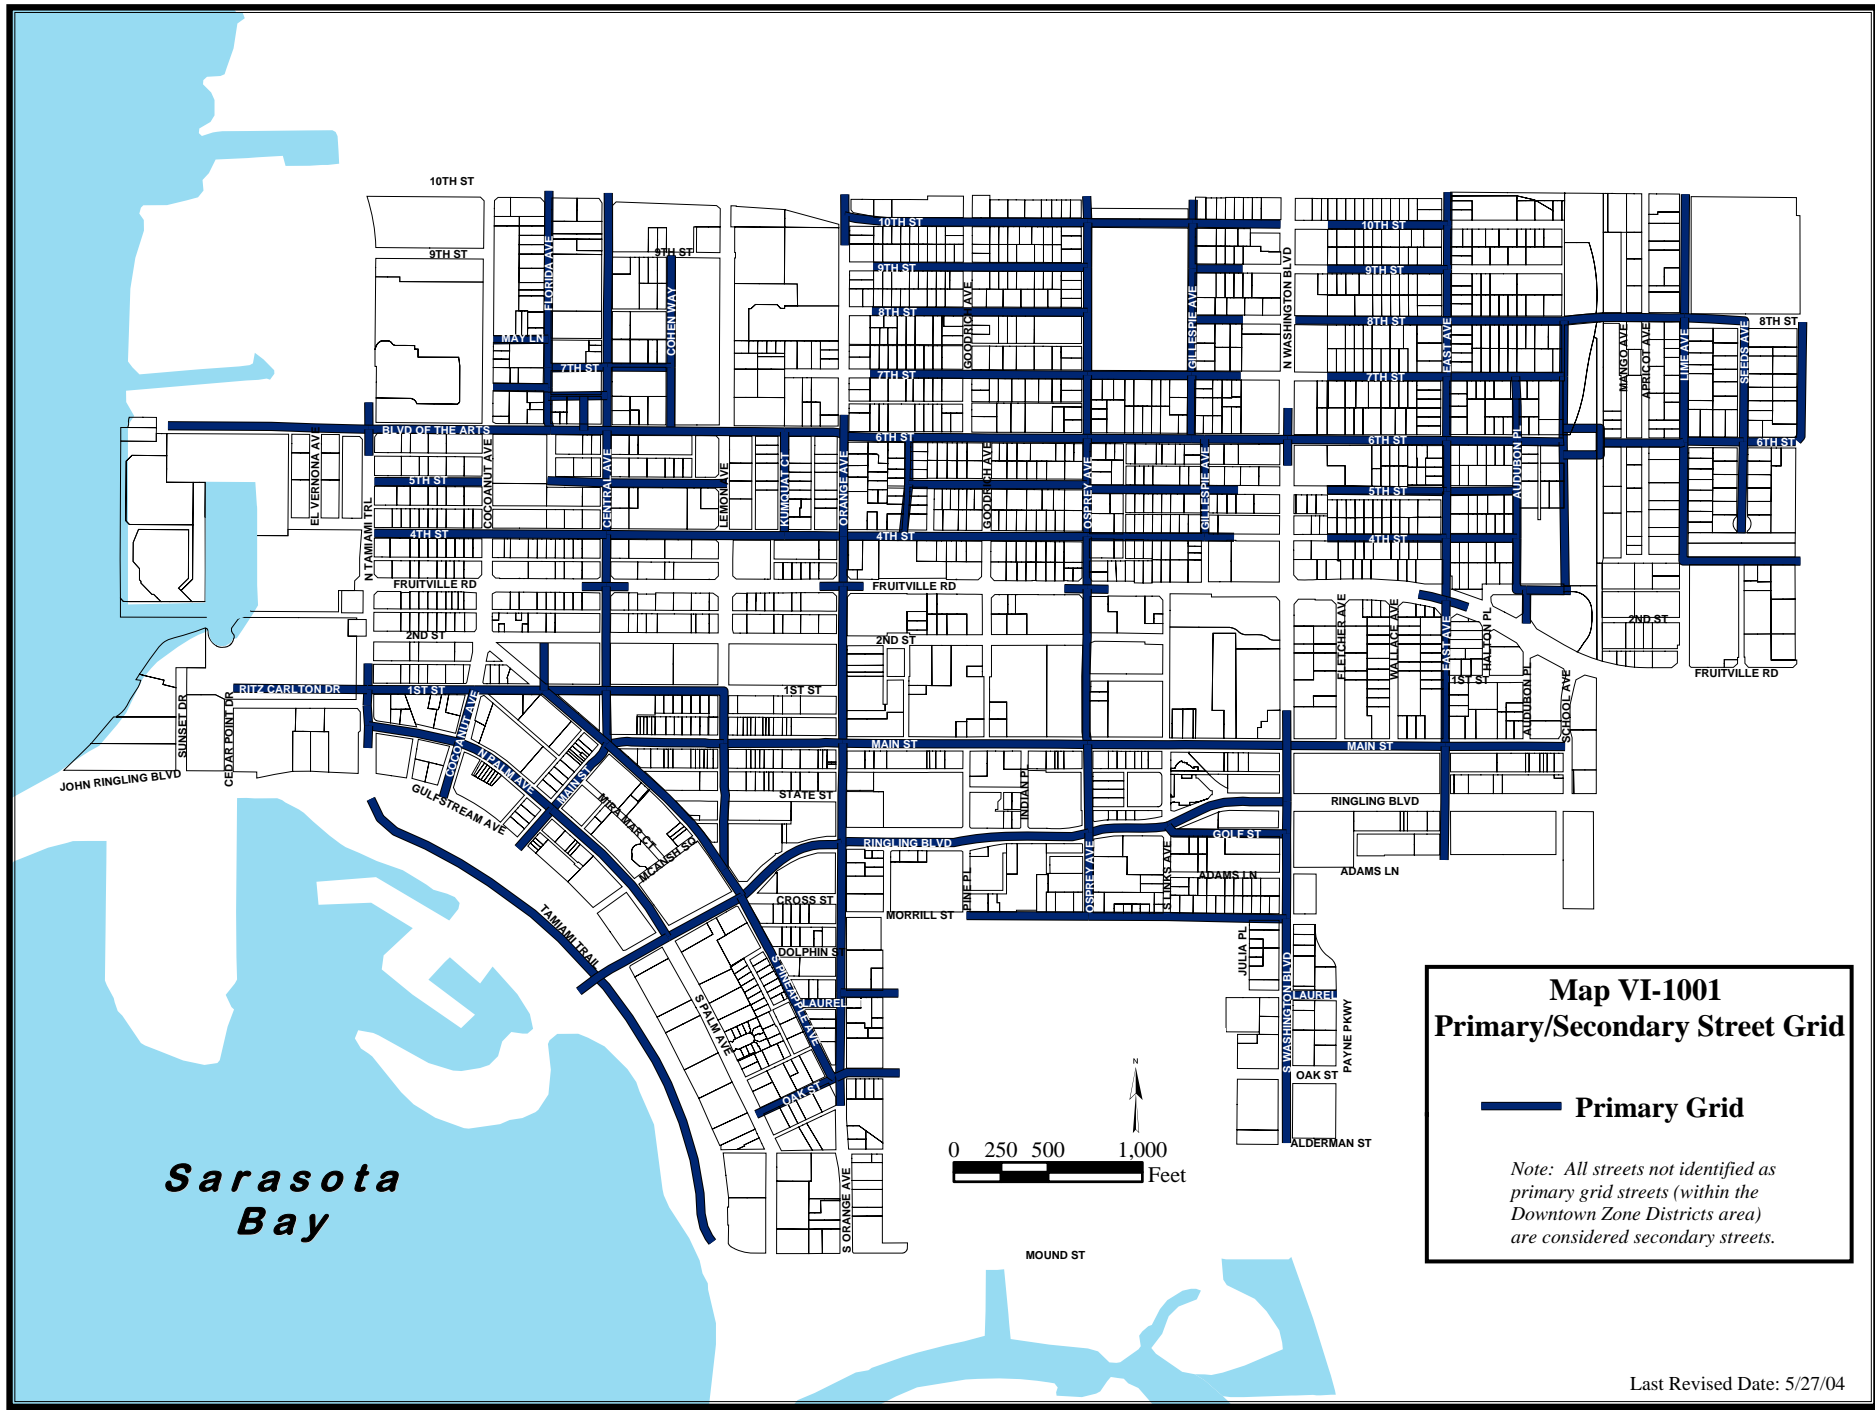 10TH ST
10TH ST
10TH ST
9TH ST
9TH ST
9TH ST
9TH ST
FLORIDA AVE
COHEN WAY
GOODRICH AVE
GILLESPIE AVE
N WASHINGTON BLVD
EAST AVE
8TH ST
8TH ST
8TH ST
MANGO AVE
APRICOT AVE
LIME AVE
SEEDS AVE
MAY LN
7TH ST
7TH ST
7TH ST
BLVD OF THE ARTS
6TH ST
6TH ST
6TH ST
EL VERNONA AVE
N TAMIAMI TRL
COCOANUT AVE
CENTRAL AVE
LEMON AVE
KUMQUAT CT
ORANGE AVE
GOODRICH AVE
OSPREY AVE
GILLESPIE AVE
AUDUBON PL
5TH ST
5TH ST
4TH ST
4TH ST
4TH ST
FRUITVILLE RD
FRUITVILLE RD
2ND ST
2ND ST
2ND ST
FLETCHER AVE
WALLACE AVE
EAST AVE
HALTON PL
AUDUBON PL
SCHOOL AVE
FRUITVILLE RD
RITZ CARLTON DR
1ST ST
1ST ST
1ST ST
SUNSET DR
CEDAR POINT DR
COCOANUT AVE
N PALM AVE
MAIN ST
MAIN ST
MAIN ST
JOHN RINGLING BLVD
GULFSTREAM AVE
MIRA MAR CT
MCANSH SQ
STATE ST
INDIAN PL
RINGLING BLVD
RINGLING BLVD
GOLF ST
ADAMS LN
ADAMS LN
PINE PL
OSPREY AVE
S LINKS AVE
CROSS ST
MORRILL ST
TAMIAMI TRAIL
DOLPHIN ST
S PINEAPPLE AVE
S PALM AVE
LAUREL
LAUREL
JULIA PL
S WASHINGTON BLVD
PAYNE PKWY
OAK ST
OAK ST
ALDERMAN ST
S ORANGE AVE
MOUND ST
Sarasota
Bay
N
0 250 500 1,000
Feet
Map VI-1001
Primary/Secondary Street Grid
Primary Grid
Note: All streets not identified as
primary grid streets (within the
Downtown Zone Districts area)
are considered secondary streets.
Last Revised Date: 5/27/04